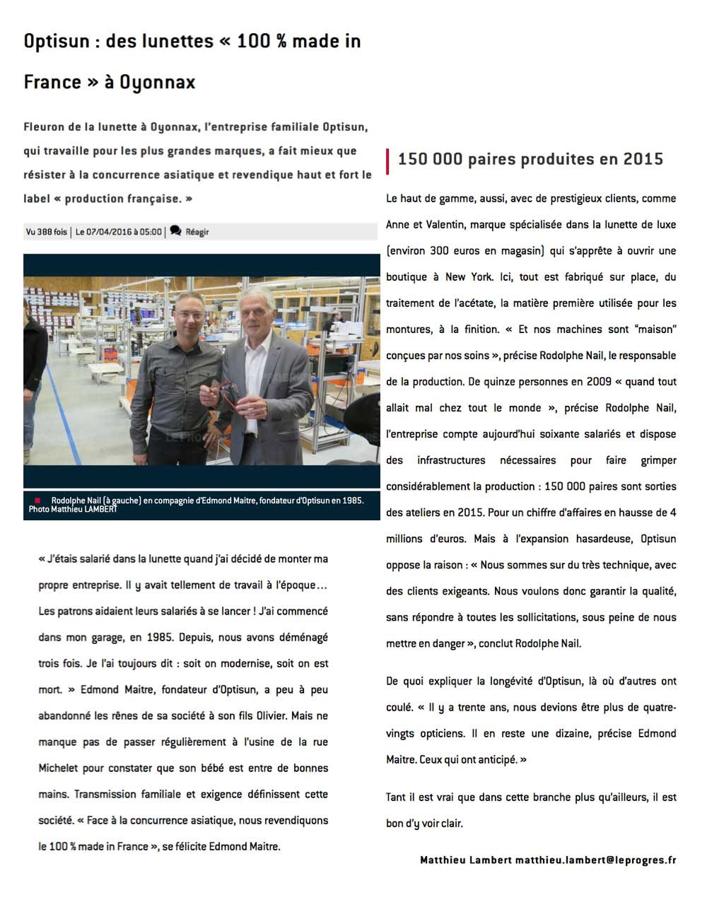 Optisun : des lunettes « 100 % made in
France » à Oyonnax
Fleuron de la lunette à Oyonnax, l'entreprise familiale Optisun,
qui travaille pour les plus grandes marques, a fait mieux que
résister à la concurrence asiatique et revendique haut et fort le
label « production française. »
Vu 388 fois | Le 07/04/2016 à 05:00 | Réagir
Rodolphe Nail (à gauche) en compagnie d'Edmond Maitre, fondateur d'Optisun en 1985.
Photo Matthieu LAMBERT
« J'étais salarié dans la lunette quand j'ai décidé de monter ma
propre entreprise. Il y avait tellement de travail à l'époque…
Les patrons aidaient leurs salariés à se lancer ! J'ai commencé
dans mon garage, en 1985. Depuis, nous avons déménagé
trois fois. Je l'ai toujours dit : soit on modernise, soit on est
mort. » Edmond Maitre, fondateur d'Optisun, a peu à peu
abandonné les rênes de sa société à son fils Olivier. Mais ne
manque pas de passer régulièrement à l'usine de la rue
Michelet pour constater que son bébé est entre de bonnes
mains. Transmission familiale et exigence définissent cette
société. « Face à la concurrence asiatique, nous revendiquons
le 100 % made in France », se félicite Edmond Maitre.
150 000 paires produites en 2015
Le haut de gamme, aussi, avec de prestigieux clients, comme
Anne et Valentin, marque spécialisée dans la lunette de luxe
(environ 300 euros en magasin) qui s'apprête à ouvrir une
boutique à New York. Ici, tout est fabriqué sur place, du
traitement de l'acétate, la matière première utilisée pour les
montures, à la finition. « Et nos machines sont "maison"
conçues par nos soins », précise Rodolphe Nail, le responsable
de la production. De quinze personnes en 2009 « quand tout
allait mal chez tout le monde », précise Rodolphe Nail,
l'entreprise compte aujourd'hui soixante salariés et dispose
des infrastructures nécessaires pour faire grimper
considérablement la production : 150 000 paires sont sorties
des ateliers en 2015. Pour un chiffre d'affaires en hausse de 4
millions d'euros. Mais à l'expansion hasardeuse, Optisun
oppose la raison : « Nous sommes sur du très technique, avec
des clients exigeants. Nous voulons donc garantir la qualité,
sans répondre à toutes les sollicitations, sous peine de nous
mettre en danger », conclut Rodolphe Nail.
De quoi expliquer la longévité d'Optisun, là où d'autres ont
coulé. « Il y a trente ans, nous devions être plus de quatre-
vingts opticiens. Il en reste une dizaine, précise Edmond
Maitre. Ceux qui ont anticipé. »
Tant il est vrai que dans cette branche plus qu'ailleurs, il est
bon d'y voir clair.
Matthieu Lambert matthieu.lambert@leprogres.fr